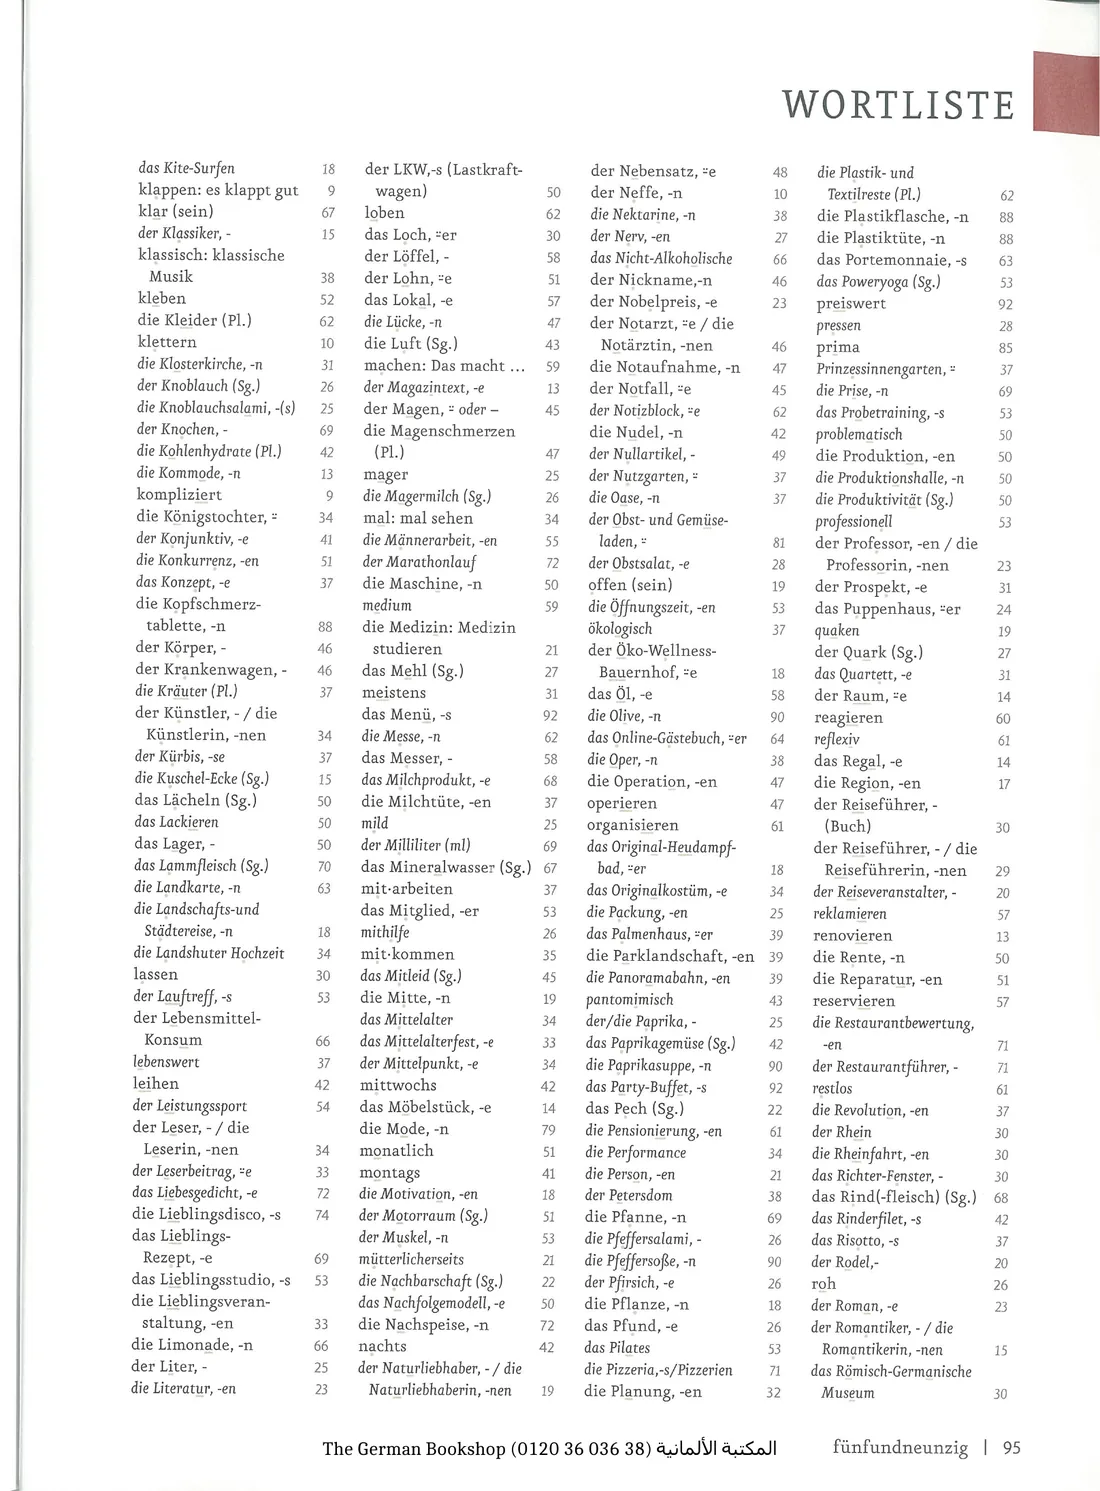 WORTLISTE
das Kite-Surfen 18
klappen: es klappt gut 9
klar (sein) 67
der Klassiker, - 15
klassisch: klassische
Musik 38
kleben 52
die Kleider (Pl.) 62
klettern 10
die Klosterkirche, -n 31
der Knoblauch (Sg.) 26
die Knoblauchsalami, -(s) 25
der Knochen, - 69
die Kohlenhydrate (Pl.) 42
die Kommode, -n 13
kompliziert 9
die Königstochter, ⸚ 34
der Konjunktiv, -e 41
die Konkurrenz, -en 51
das Konzept, -e 37
die Kopfschmerz-
tablette, -n 88
der Körper, - 46
der Krankenwagen, - 46
die Kräuter (Pl.) 37
der Künstler, - / die
Künstlerin, -nen 34
der Kürbis, -se 37
die Kuschel-Ecke (Sg.) 15
das Lächeln (Sg.) 50
das Lackieren 50
das Lager, - 50
das Lammfleisch (Sg.) 70
die Landkarte, -n 63
die Landschafts-und
Städtereise, -n 18
die Landshuter Hochzeit 34
lassen 30
der Lauftreff, -s 53
der Lebensmittel-
Konsum 66
lebenswert 37
leihen 42
der Leistungssport 54
der Leser, - / die
Leserin, -nen 34
der Leserbeitrag, ⸚e 33
das Liebesgedicht, -e 72
die Lieblingsdisco, -s 74
das Lieblings-
Rezept, -e 69
das Lieblingsstudio, -s 53
die Lieblingsveran-
staltung, -en 33
die Limonade, -n 66
der Liter, - 25
die Literatur, -en 23
der LKW,-s (Lastkraft-
wagen) 50
loben 62
das Loch, ⸚er 30
der Löffel, - 58
der Lohn, ⸚e 51
das Lokal, -e 57
die Lücke, -n 47
die Luft (Sg.) 43
machen: Das macht ... 59
der Magazintext, -e 13
der Magen, ⸚ oder – 45
die Magenschmerzen
(Pl.) 47
mager 25
die Magermilch (Sg.) 26
mal: mal sehen 34
die Männerarbeit, -en 55
der Marathonlauf 72
die Maschine, -n 50
medium 59
die Medizin: Medizin
studieren 21
das Mehl (Sg.) 27
meistens 31
das Menü, -s 92
die Messe, -n 62
das Messer, - 58
das Milchprodukt, -e 68
die Milchtüte, -en 37
mild 25
der Milliliter (ml) 69
das Mineralwasser (Sg.) 67
mit·arbeiten 37
das Mitglied, -er 53
mithilfe 26
mit·kommen 35
das Mitleid (Sg.) 45
die Mitte, -n 19
das Mittelalter 34
das Mittelalterfest, -e 33
der Mittelpunkt, -e 34
mittwochs 42
das Möbelstück, -e 14
die Mode, -n 79
monatlich 51
montags 41
die Motivation, -en 18
der Motorraum (Sg.) 51
der Muskel, -n 53
mütterlicherseits 21
die Nachbarschaft (Sg.) 22
das Nachfolgemodell, -e 50
die Nachspeise, -n 72
nachts 42
der Naturliebhaber, - / die
Naturliebhaberin, -nen 19
der Nebensatz, ⸚e 48
der Neffe, -n 10
die Nektarine, -n 38
der Nerv, -en 27
das Nicht-Alkoholische 66
der Nickname,-n 46
der Nobelpreis, -e 23
der Notarzt, ⸚e / die
Notärztin, -nen 46
die Notaufnahme, -n 47
der Notfall, ⸚e 45
der Notizblock, ⸚e 62
die Nudel, -n 42
der Nullartikel, - 49
der Nutzgarten, ⸚ 37
die Oase, -n 37
der Obst- und Gemüse-
laden, ⸚ 81
der Obstsalat, -e 28
offen (sein) 19
die Öffnungszeit, -en 53
ökologisch 37
der Öko-Wellness-
Bauernhof, ⸚e 18
das Öl, -e 58
die Olive, -n 90
das Online-Gästebuch, ⸚er 64
die Oper, -n 38
die Operation, -en 47
operieren 47
organisieren 61
das Original-Heudampf-
bad, ⸚er 18
das Originalkostüm, -e 34
die Packung, -en 25
das Palmenhaus, ⸚er 39
die Parklandschaft, -en 39
die Panoramabahn, -en 39
pantomimisch 43
der/die Paprika, - 25
das Paprikagemüse (Sg.) 42
die Paprikasuppe, -n 90
das Party-Buffet, -s 92
das Pech (Sg.) 22
die Pensionierung, -en 61
die Performance 34
die Person, -en 21
der Petersdom 38
die Pfanne, -n 69
die Pfeffersalami, - 26
die Pfeffersoße, -n 90
der Pfirsich, -e 26
die Pflanze, -n 18
das Pfund, -e 26
das Pilates 53
die Pizzeria,-s/Pizzerien 71
die Planung, -en 32
die Plastik- und
Textilreste (Pl.) 62
die Plastikflasche, -n 88
die Plastiktüte, -n 88
das Portemonnaie, -s 63
das Poweryoga (Sg.) 53
preiswert 92
pressen 28
prima 85
Prinzessinnengarten, ⸚ 37
die Prise, -n 69
das Probetraining, -s 53
problematisch 50
die Produktion, -en 50
die Produktionshalle, -n 50
die Produktivität (Sg.) 50
professionell 53
der Professor, -en / die
Professorin, -nen 23
der Prospekt, -e 31
das Puppenhaus, ⸚er 24
quaken 19
der Quark (Sg.) 27
das Quartett, -e 31
der Raum, ⸚e 14
reagieren 60
reflexiv 61
das Regal, -e 14
die Region, -en 17
der Reiseführer, -
(Buch) 30
der Reiseführer, - / die
Reiseführerin, -nen 29
der Reiseveranstalter, - 20
reklamieren 57
renovieren 13
die Rente, -n 50
die Reparatur, -en 51
reservieren 57
die Restaurantbewertung,
-en 71
der Restaurantführer, - 71
restlos 61
die Revolution, -en 37
der Rhein 30
die Rheinfahrt, -en 30
das Richter-Fenster, - 30
das Rind(-fleisch) (Sg.) 68
das Rinderfilet, -s 42
das Risotto, -s 37
der Rodel,- 20
roh 26
der Roman, -e 23
der Romantiker, - / die
Romantikerin, -nen 15
das Römisch-Germanische
Museum 30
The German Bookshop (0120 36 036 38) المكتبة الألمانية
fünfundneunzig | 95